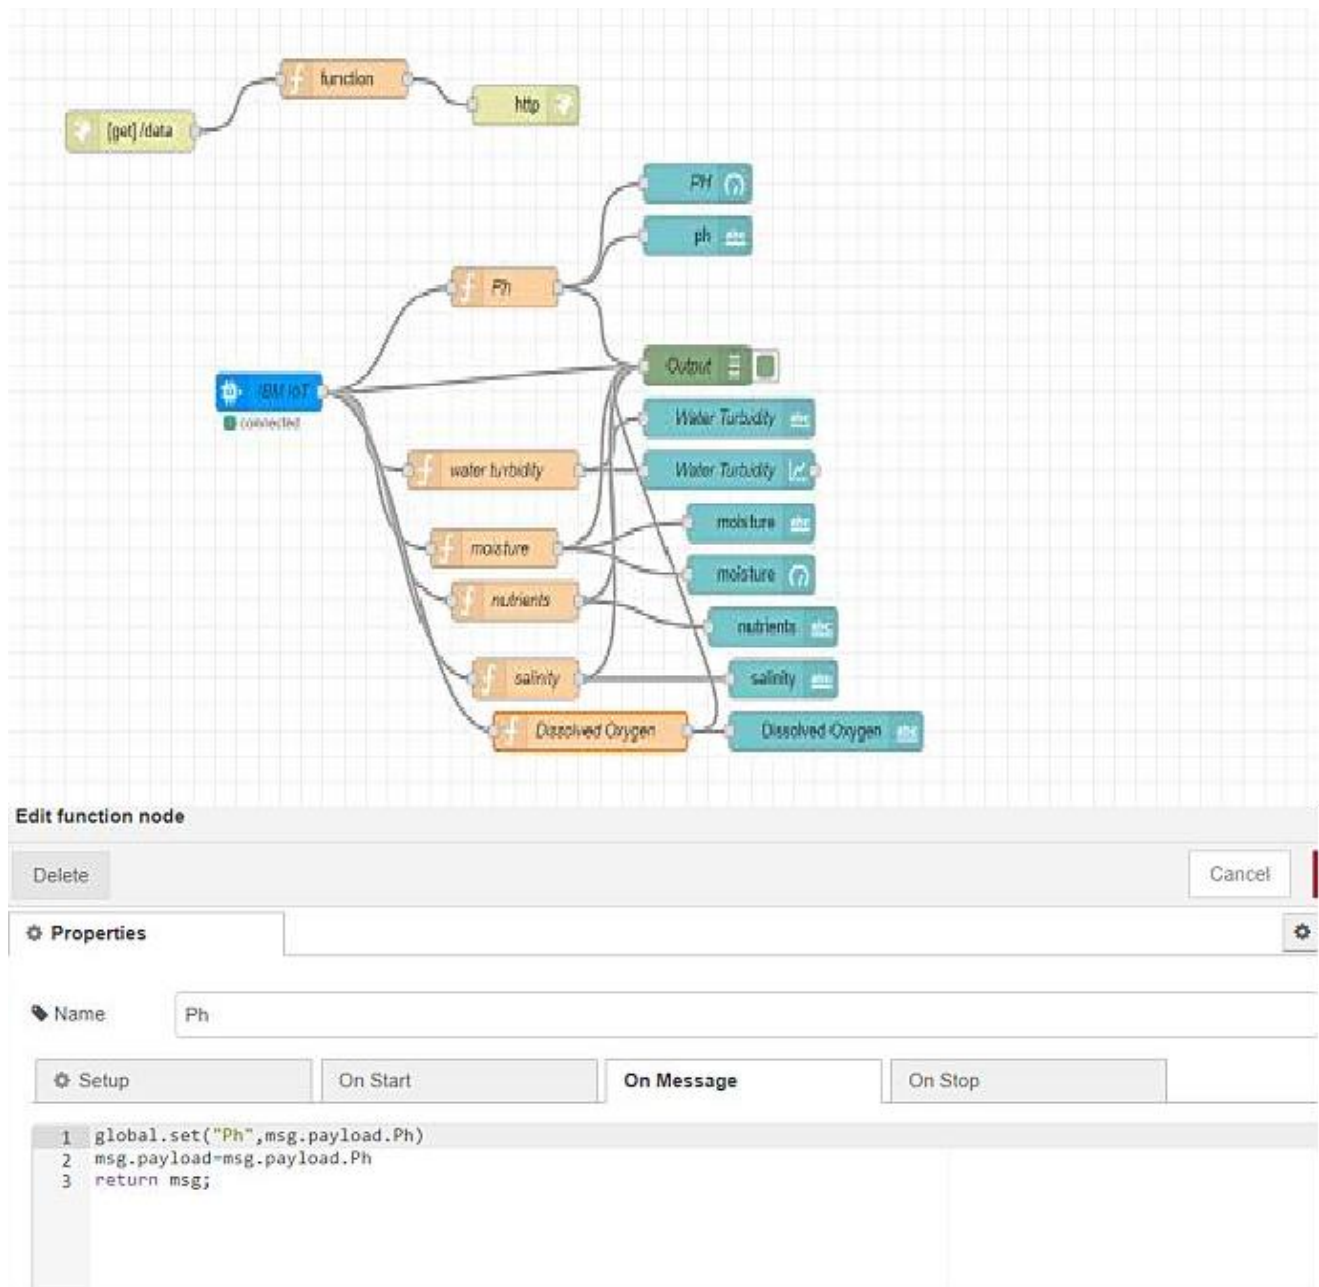 function
http
[get] /data
PH
ph
Ph
Output
IBM IoT
connected
Water Turbidity
water turbidity
Water Turbidity
moisture
moisture
moisture
nutrients
nutrients
salinity
salinity
Dissolved Oxygen
Dissolved Oxygen
Edit function node
Delete
Cancel
Properties
Name
Ph
Setup
On Start
On Message
On Stop
1 global.set("Ph",msg.payload.Ph)
2 msg.payload=msg.payload.Ph
3 return msg;